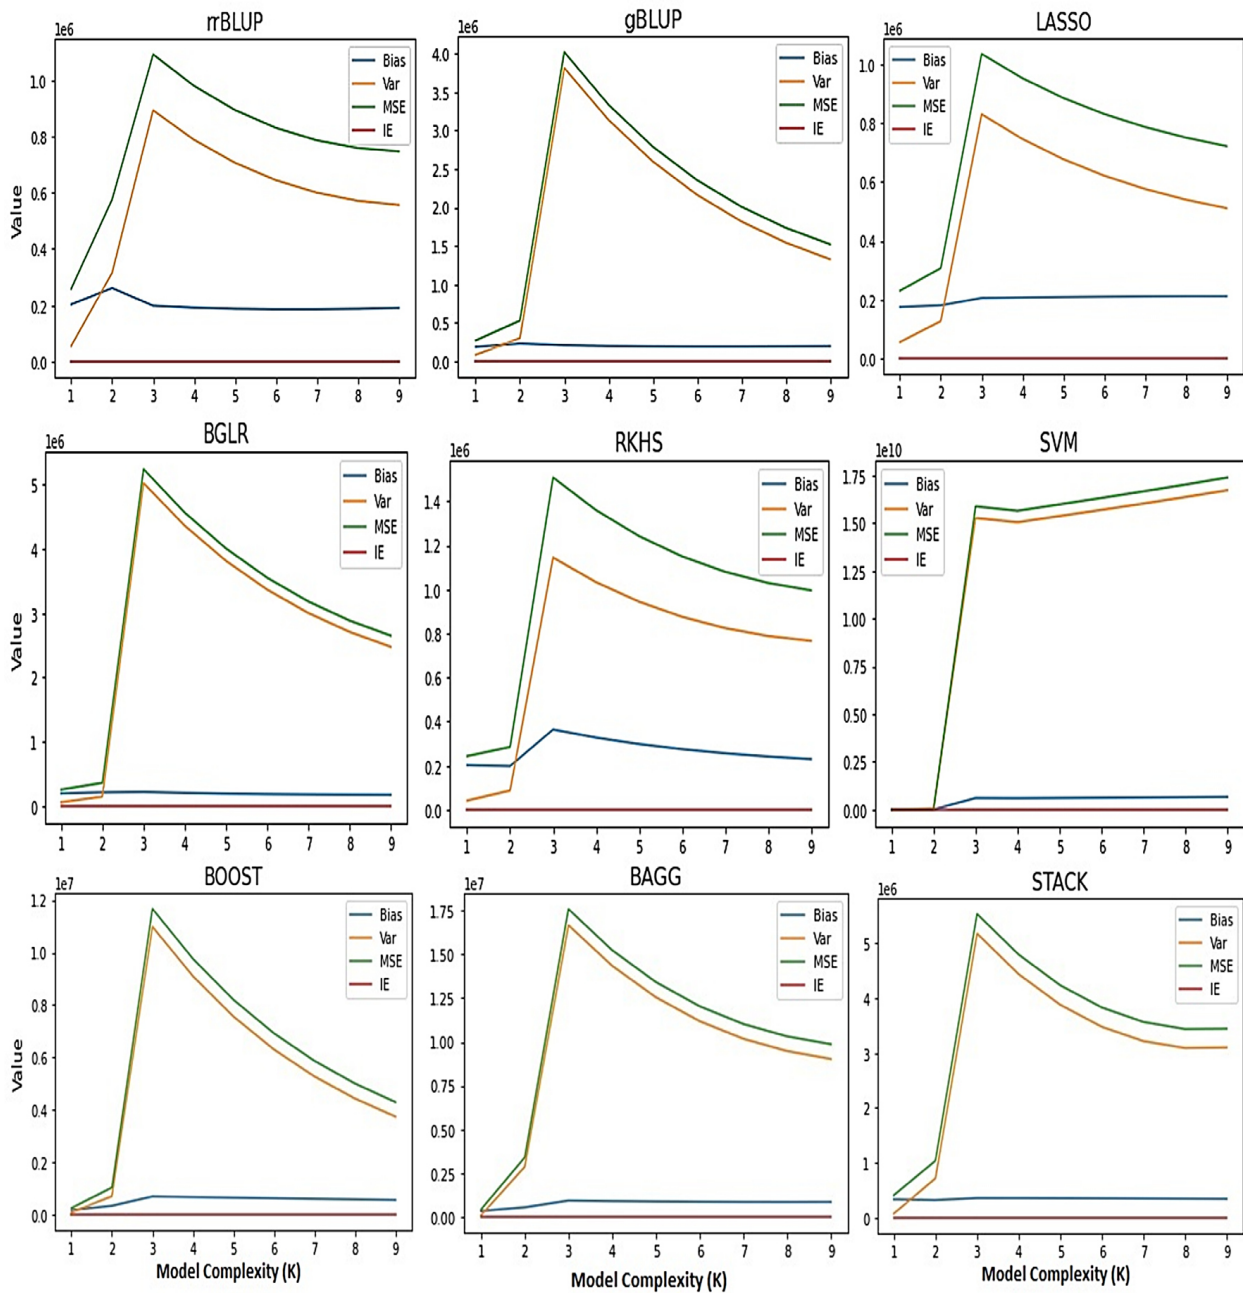 rrBLUP
1e6
Bias
Var
MSE
IE
1.0
0.8
0.6
0.4
0.2
0.0
Value
1 2 3 4 5 6 7 8 9
gBLUP
1e6
Bias
Var
MSE
IE
4.0
3.5
3.0
2.5
2.0
1.5
1.0
0.5
0.0
1 2 3 4 5 6 7 8 9
LASSO
1e6
Bias
Var
MSE
IE
1.0
0.8
0.6
0.4
0.2
0.0
1 2 3 4 5 6 7 8 9
BGLR
1e6
Bias
Var
MSE
IE
5
4
3
2
1
0
Value
1 2 3 4 5 6 7 8 9
RKHS
1e6
Bias
Var
MSE
IE
1.4
1.2
1.0
0.8
0.6
0.4
0.2
0.0
1 2 3 4 5 6 7 8 9
SVM
1e10
Bias
Var
MSE
IE
1.75
1.50
1.25
1.00
0.75
0.50
0.25
0.00
1 2 3 4 5 6 7 8 9
BOOST
1e7
Bias
Var
MSE
IE
1.2
1.0
0.8
0.6
0.4
0.2
0.0
Value
1 2 3 4 5 6 7 8 9
Model Complexity (K)
BAGG
1e7
Bias
Var
MSE
IE
1.75
1.50
1.25
1.00
0.75
0.50
0.25
0.00
1 2 3 4 5 6 7 8 9
Model Complexity (K)
STACK
1e6
Bias
Var
MSE
IE
5
4
3
2
1
0
1 2 3 4 5 6 7 8 9
Model Complexity (K)